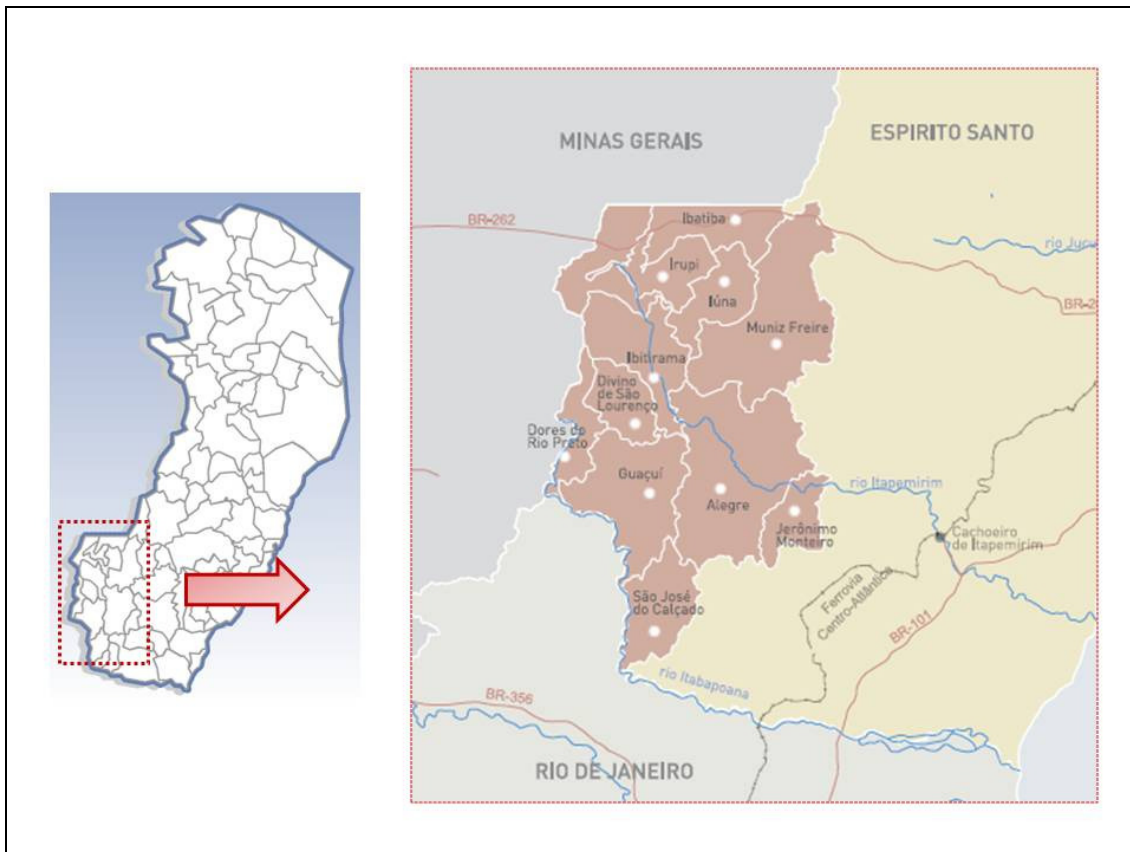 MINAS GERAIS
ESPIRITO SANTO
BR-262
Ibatiba
rio Jucu
Irupi
Iúna
BR-2
Muniz Freire
Ibitirama
Divino
de São
Lourenço
Dores do
Rio Preto
Guaçuí
Alegre
rio Itapemirim
Jerônimo
Monteiro
Cachoeiro
de Itapemirim
São José
do Calçado
Ferrovia
Centro-Atlântica
BR-101
rio Itabapoana
BR-356
RIO DE JANEIRO